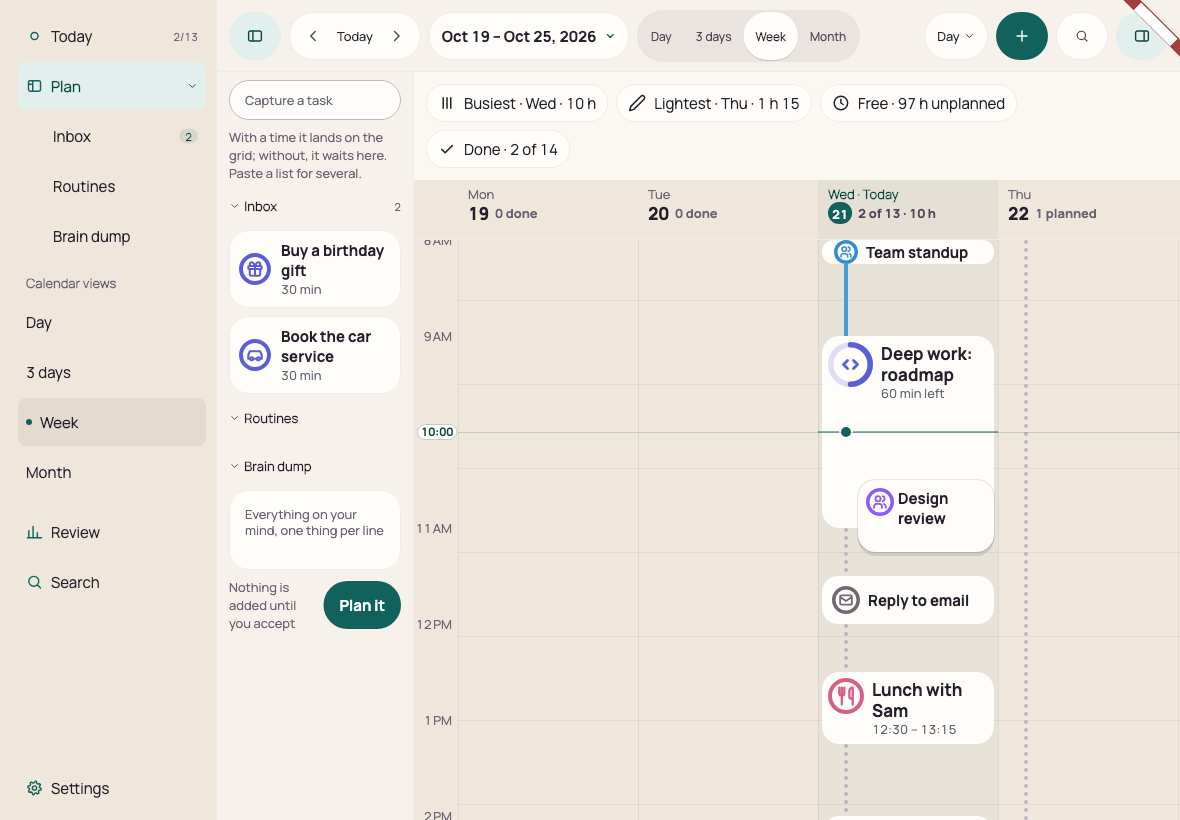 Today
2/13
Plan
Inbox
2
Routines
Brain dump
Calendar views
Day
3 days
Week
Month
Review
Search
Settings
Today
Oct 19 – Oct 25, 2026
Day
3 days
Week
Month
Day
Capture a task
With a time it lands on the
grid; without, it waits here.
Paste a list for several.
Inbox
2
Buy a birthday
gift
30 min
Book the car
service
30 min
Routines
Brain dump
Everything on your
mind, one thing per line
Nothing is
added until
you accept
Plan it
Busiest · Wed · 10 h
Lightest · Thu · 1 h 15
Free · 97 h unplanned
Done · 2 of 14
Mon
19 0 done
Tue
20 0 done
Wed · Today
21 2 of 13 · 10 h
Thu
22 1 planned
8 AM
Team standup
9 AM
Deep work:
roadmap
60 min left
10:00
Design
review
11 AM
Reply to email
12 PM
Lunch with
Sam
12:30 – 13:15
1 PM
2 PM